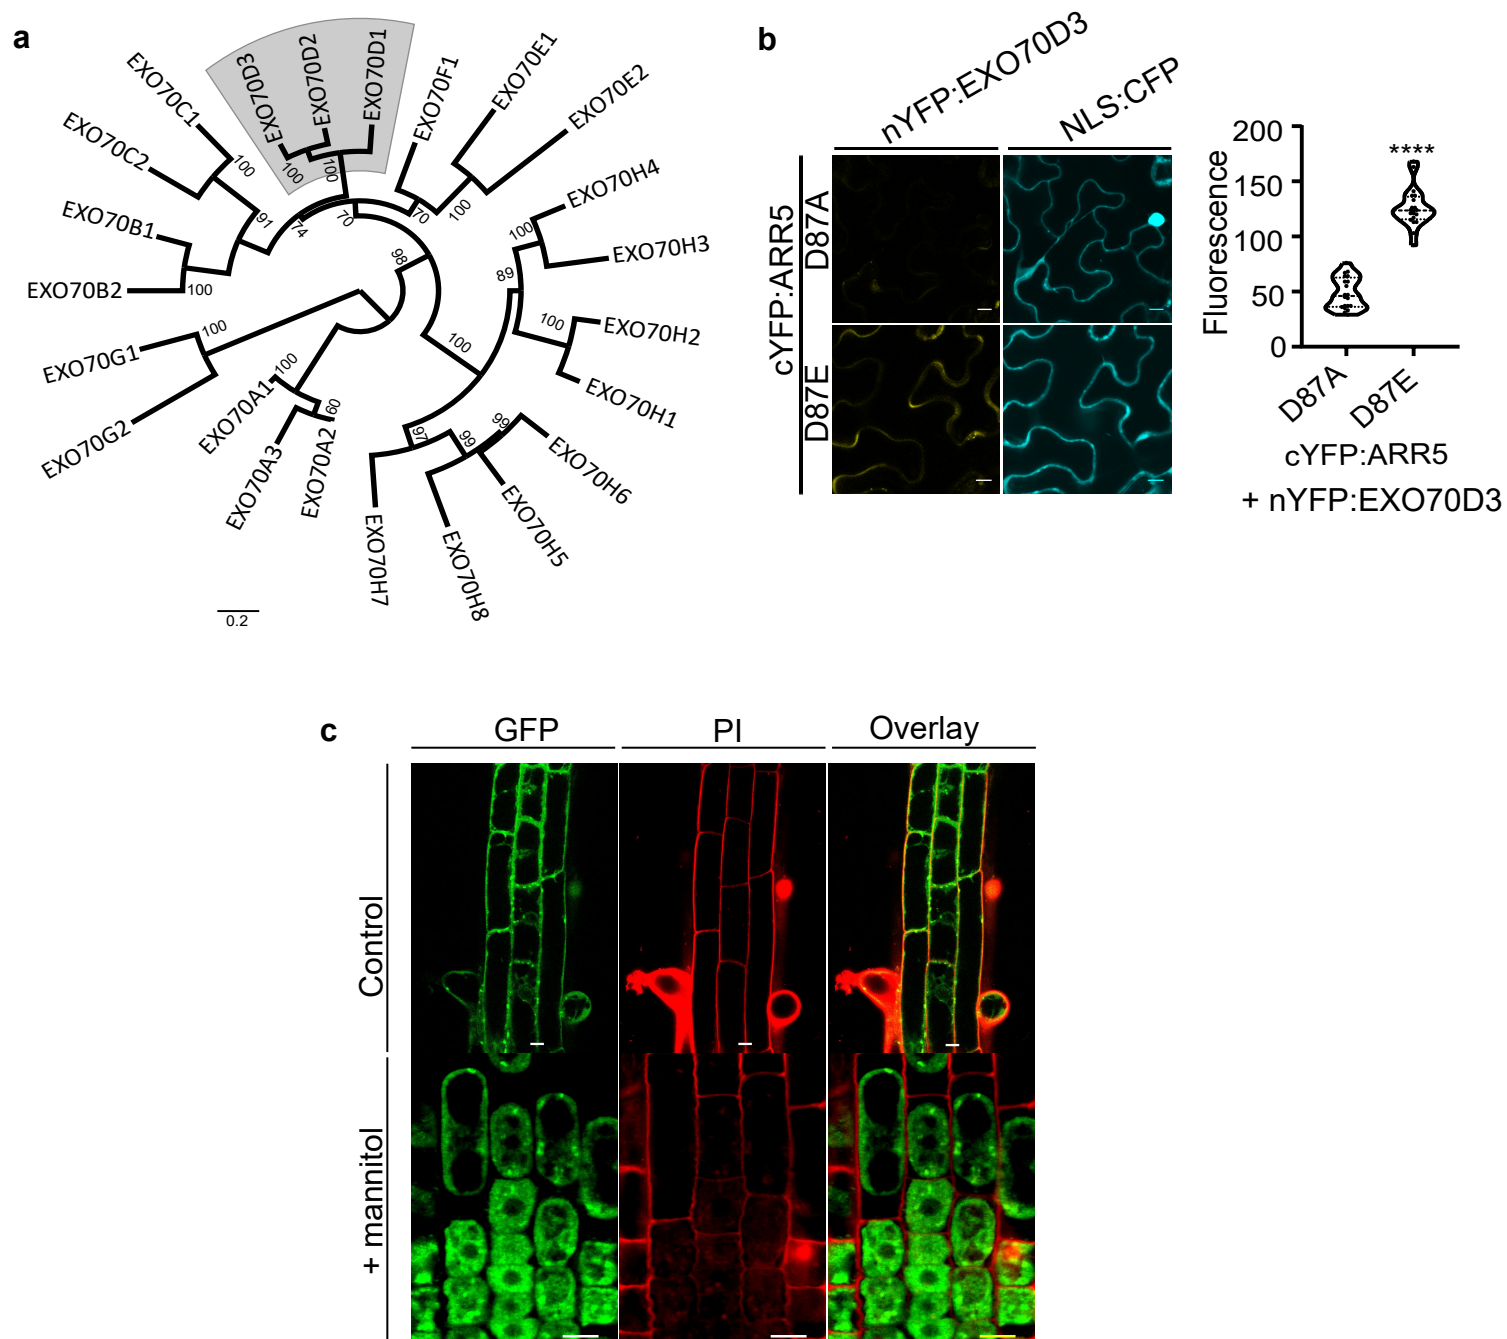 a
EXO70D3
EXO70D2
EXO70D1
EXO70F1
EXO70E1
EXO70E2
EXO70C1
EXO70C2
EXO70B1
EXO70B2
EXO70H4
EXO70H3
EXO70H2
EXO70H1
EXO70H6
EXO70H5
EXO70H8
EXO70H7
EXO70G1
EXO70G2
EXO70A1
EXO70A3
EXO70A2
100
100
100
91
74
70
70
100
98
100
89
100
100
100
100
100
60
97
99
99
0.2
b
nYFP:EXO70D3
NLS:CFP
cYFP:ARR5
D87A
D87E
Fluorescence
200
150
100
50
0
****
D87A
D87E
cYFP:ARR5
+ nYFP:EXO70D3
c
GFP
PI
Overlay
Control
+ mannitol